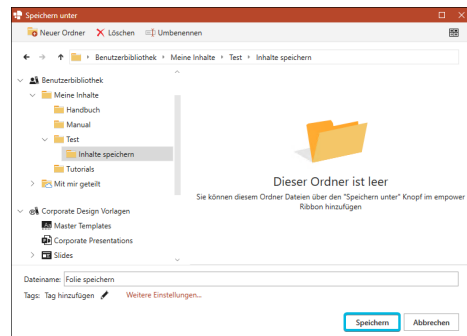 Speichern unter
Neuer Ordner Löschen Umbenennen
Benutzerbibliothek Meine Inhalte Test Inhalte speichern
Benutzerbibliothek
Meine Inhalte
Handbuch
Manual
Test
Inhalte speichern
Tutorials
Mit mir geteilt
Corporate Design Vorlagen
Master Templates
Corporate Presentations
Slides
Dieser Ordner ist leer
Sie können diesem Ordner Dateien über den "Speichern unter" Knopf im empower
Ribbon hinzufügen
Dateiname: Folie speichern
Tags: Tag hinzufügen Weitere Einstellungen...
Speichern Abbrechen